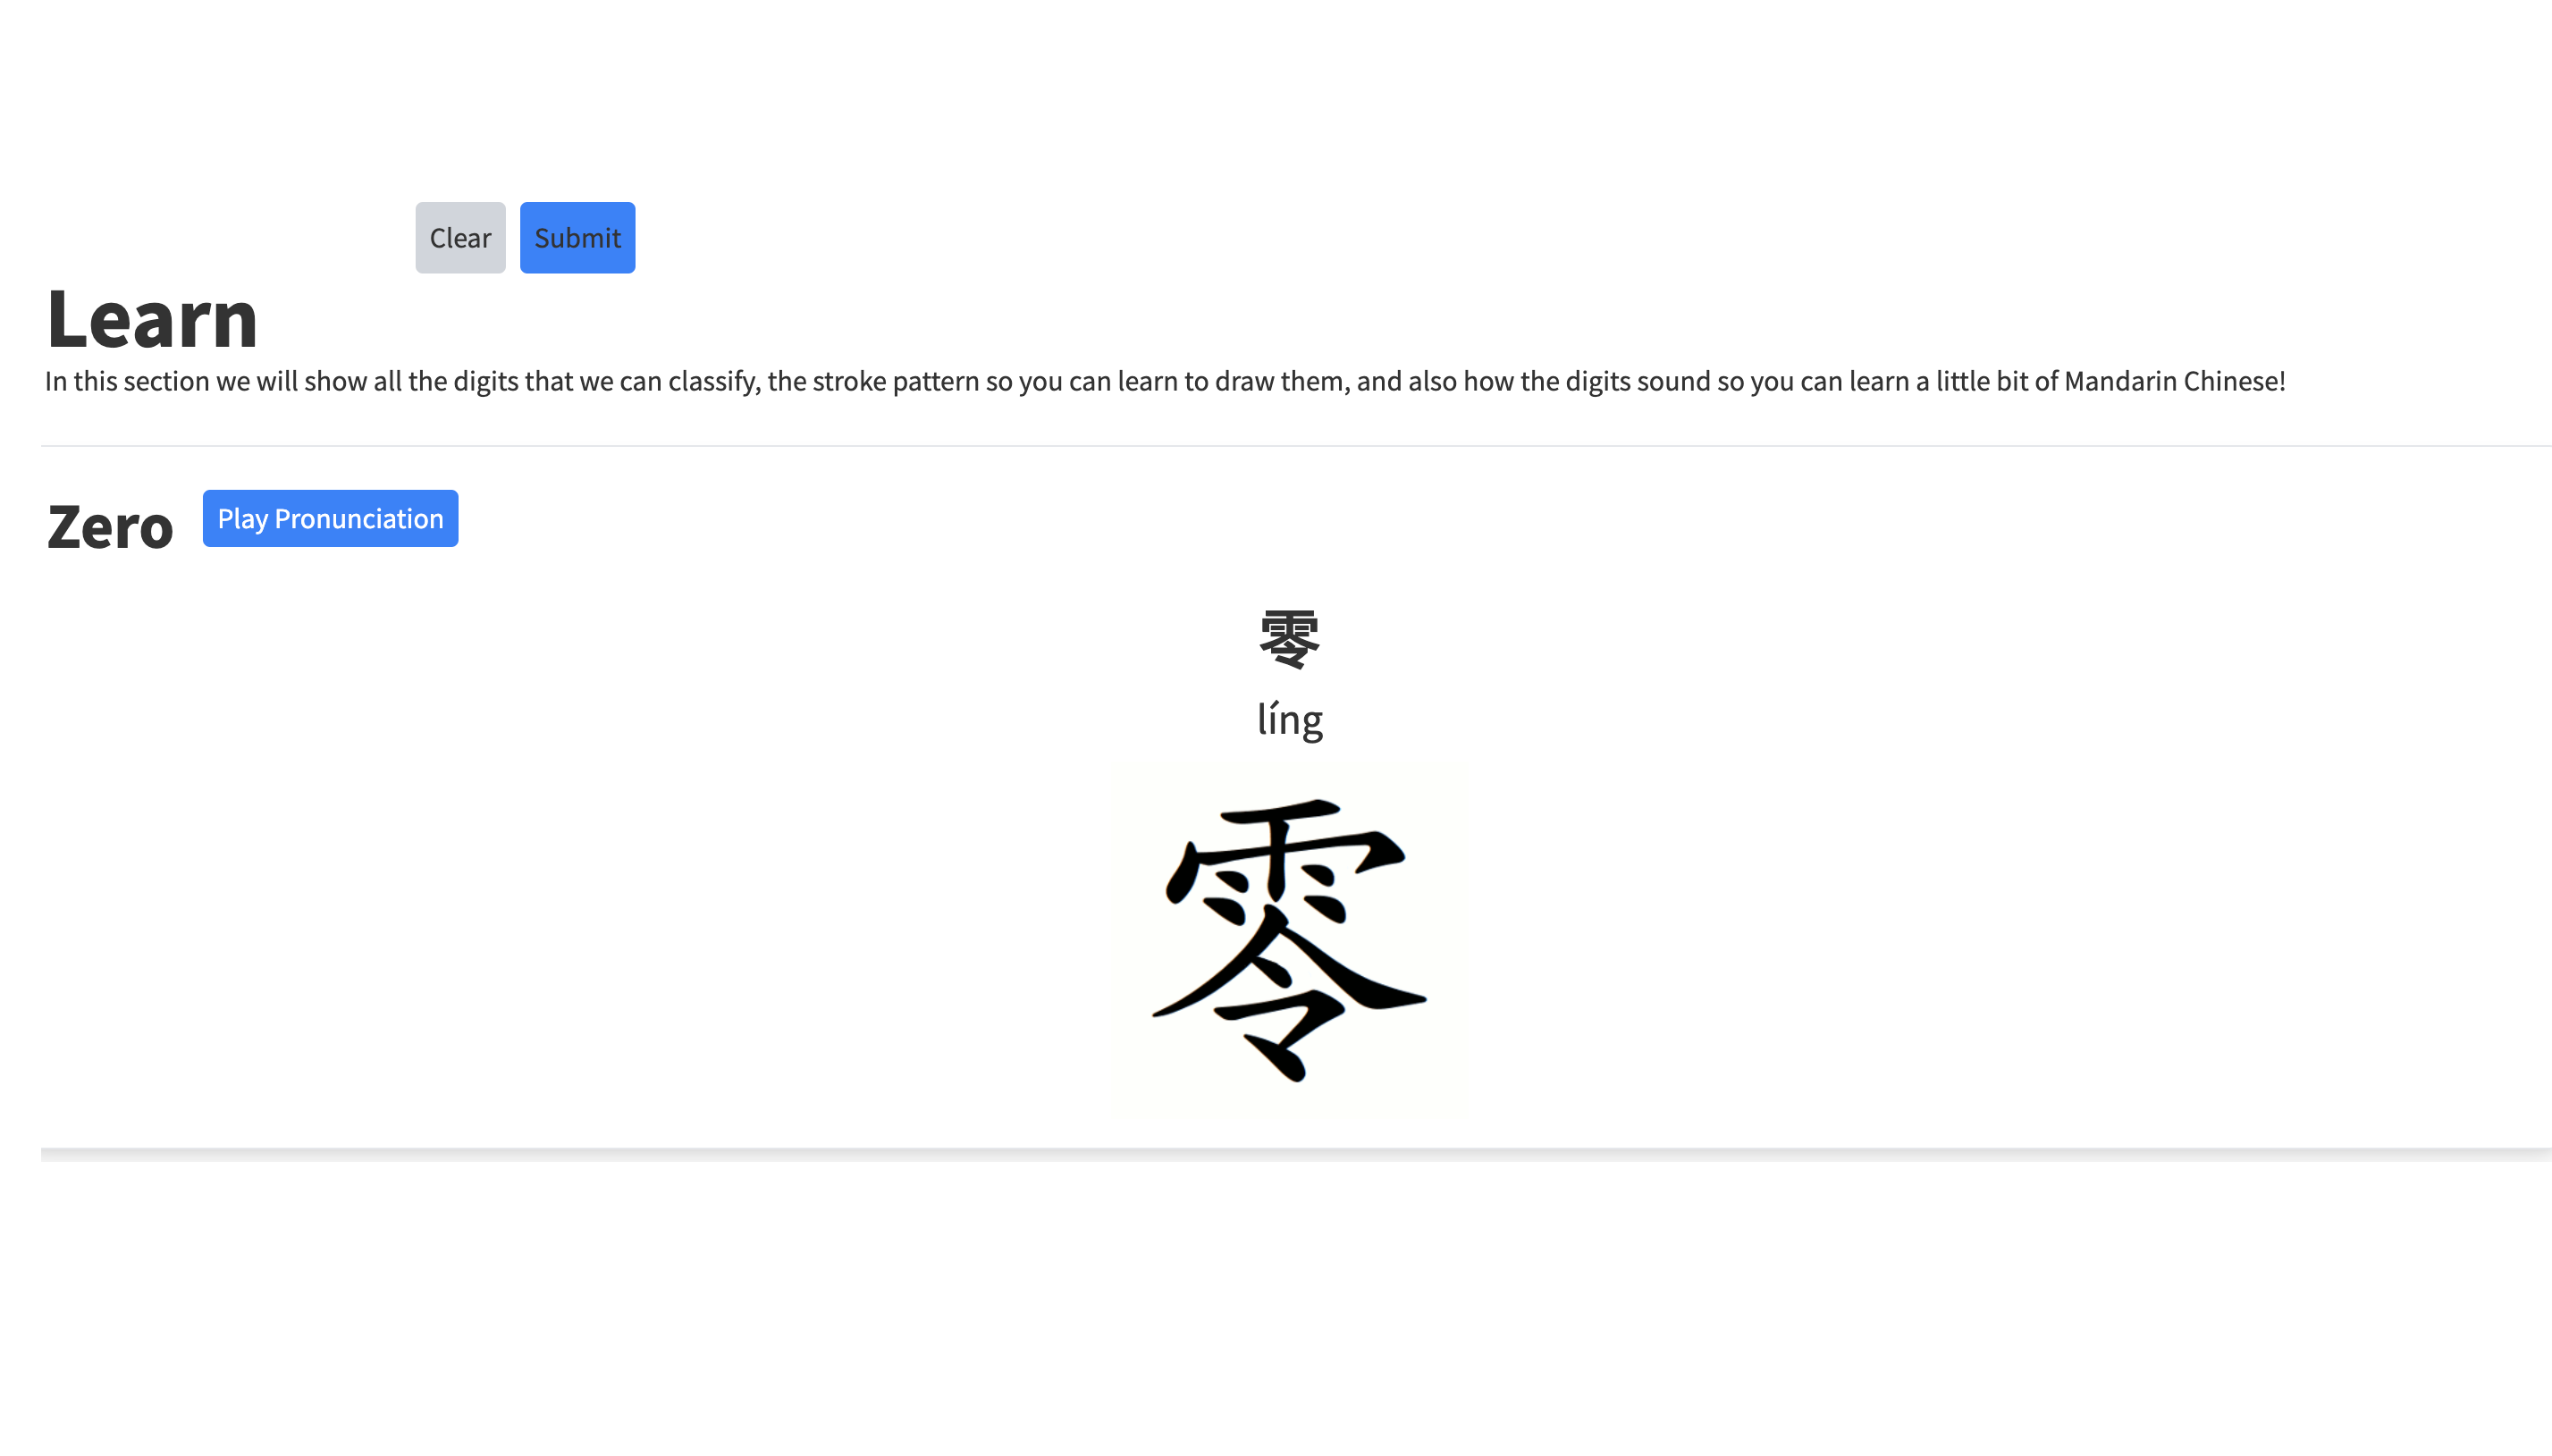 Clear Submit
Learn
In this section we will show all the digits that we can classify, the stroke pattern so you can learn to draw them, and also how the digits sound so you can learn a little bit of Mandarin Chinese!
Zero Play Pronunciation
零
líng
零